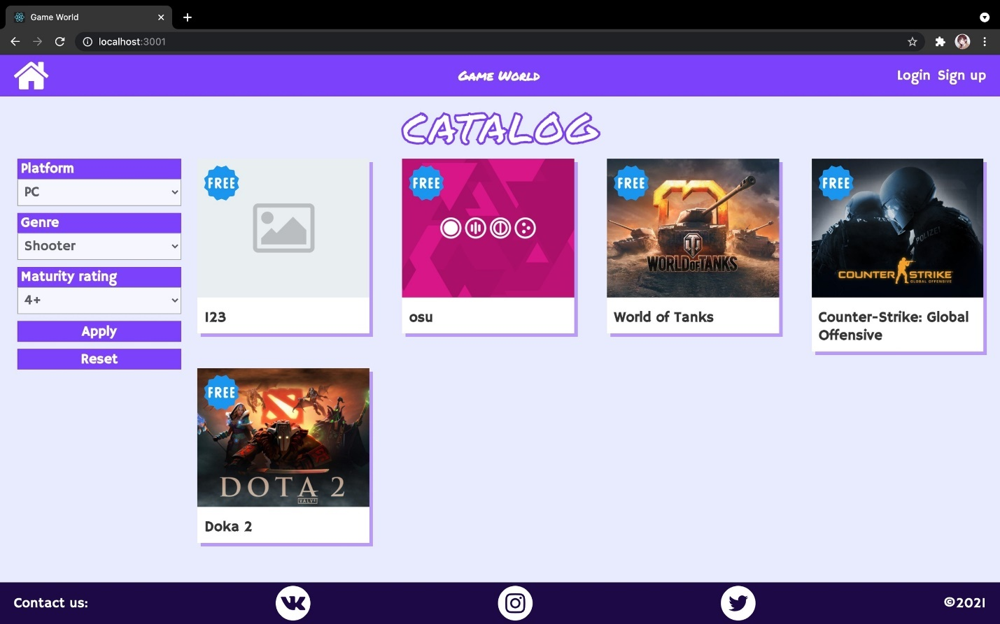 Game World
localhost:3001
Game World
Login Sign up
CATALOG
Platform
PC
Genre
Shooter
Maturity rating
4+
Apply
Reset
FREE
123
FREE
osu
FREE
WORLD OF TANKS
World of Tanks
FREE
POLIZEI
COUNTER STRIKE
GLOBAL OFFENSIVE
Counter-Strike: Global
Offensive
FREE
DOTA 2
VALVE
Doka 2
Contact us:
©2021